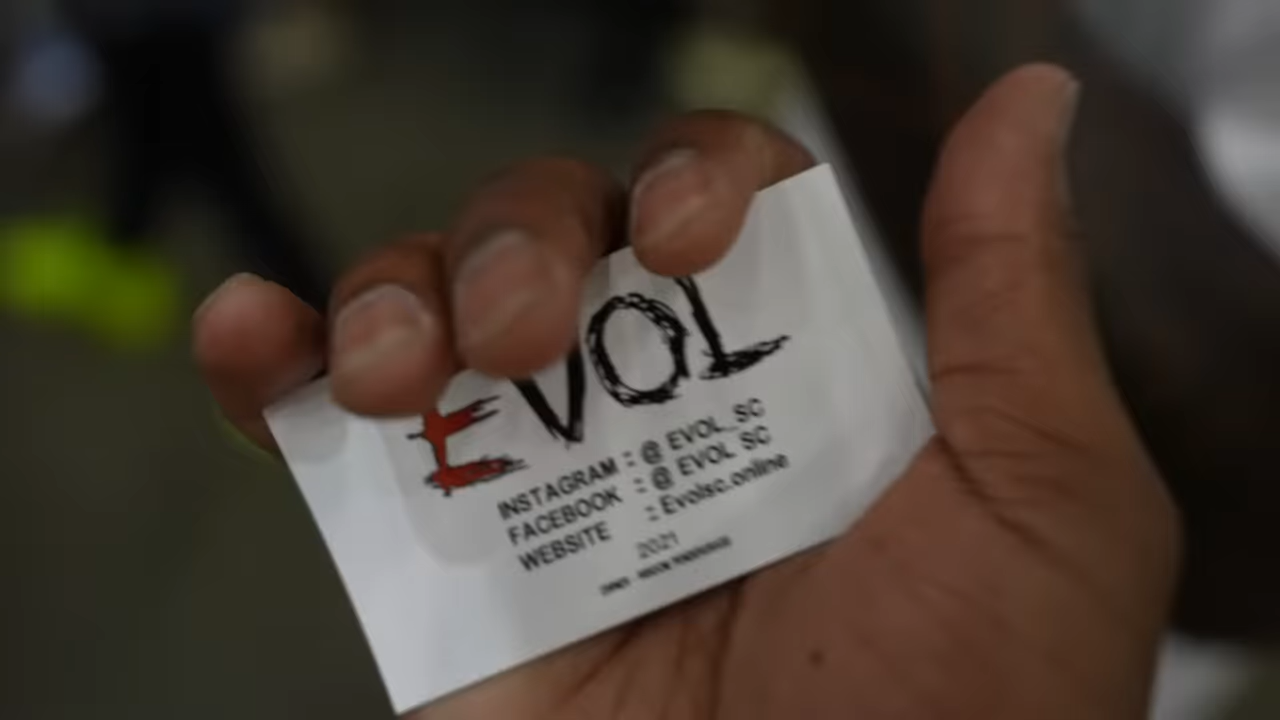 EVOL
INSTAGRAM : @ EVOL_SC
FACEBOOK : @ EVOL SC
WEBSITE : Evolsc.online
2021